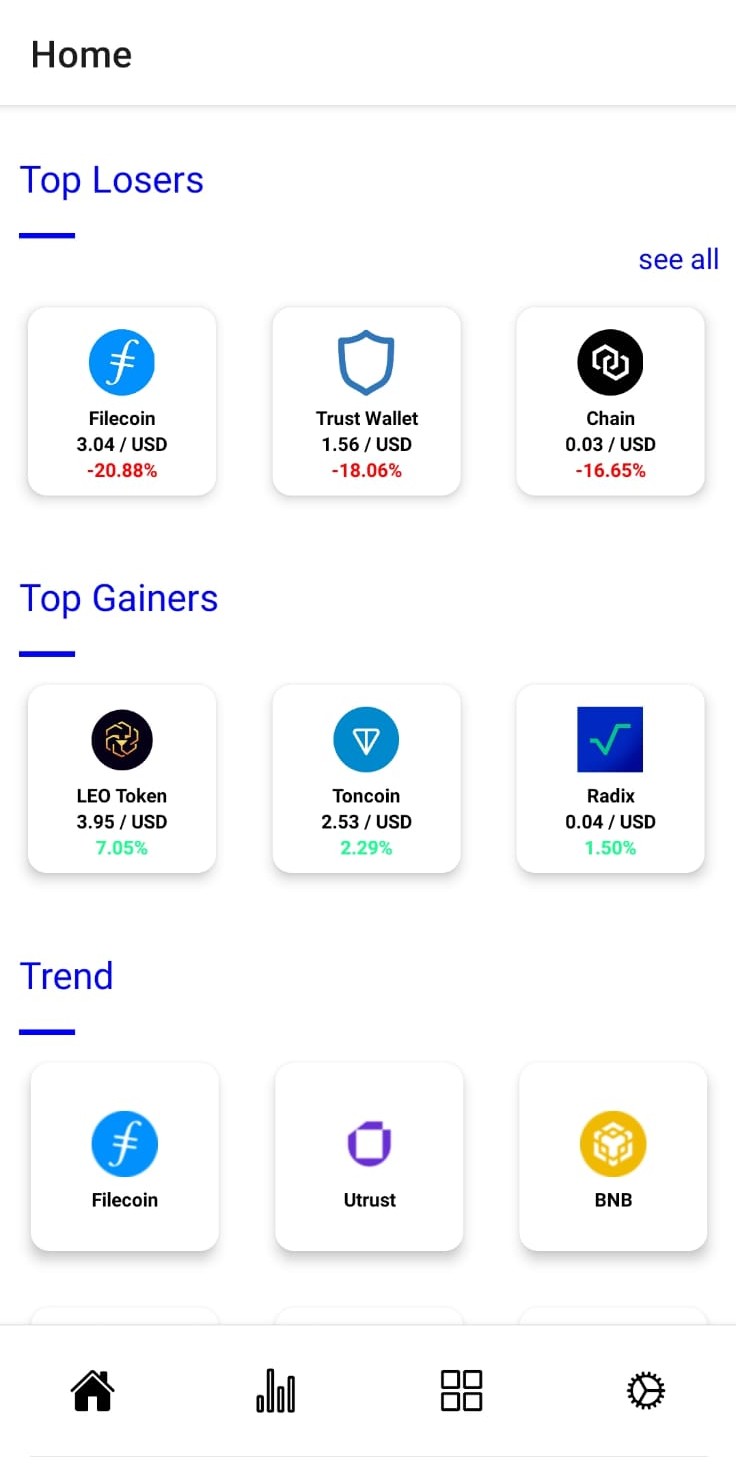 Home
Top Losers
see all
Filecoin
3.04 / USD
-20.88%
Trust Wallet
1.56 / USD
-18.06%
Chain
0.03 / USD
-16.65%
Top Gainers
LEO Token
3.95 / USD
7.05%
Toncoin
2.53 / USD
2.29%
Radix
0.04 / USD
1.50%
Trend
Filecoin
Utrust
BNB